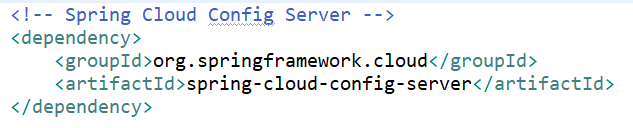 <!-- Spring Cloud Config Server -->
<dependency>
    <groupId>org.springframework.cloud</groupId>
    <artifactId>spring-cloud-config-server</artifactId>
</dependency>